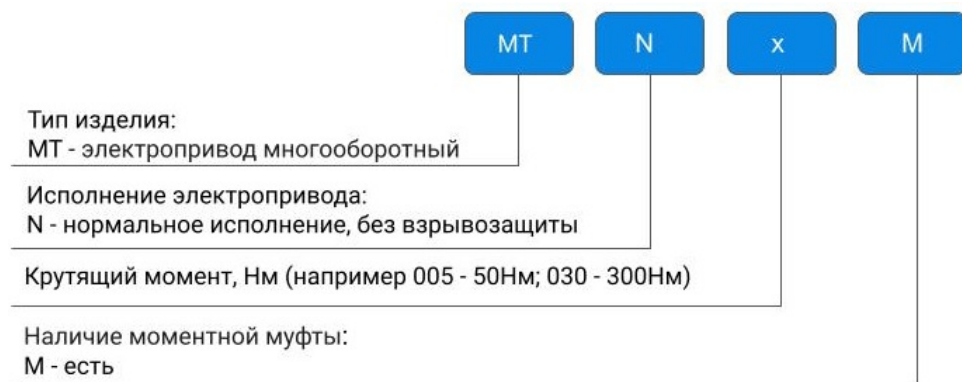 MT N x M
Тип изделия:
МТ - электропривод многооборотный
Исполнение электропривода:
N - нормальное исполнение, без взрывозащиты
Крутящий момент, Нм (например 005 - 50Нм; 030 - 300Нм)
Наличие моментной муфты:
М - есть